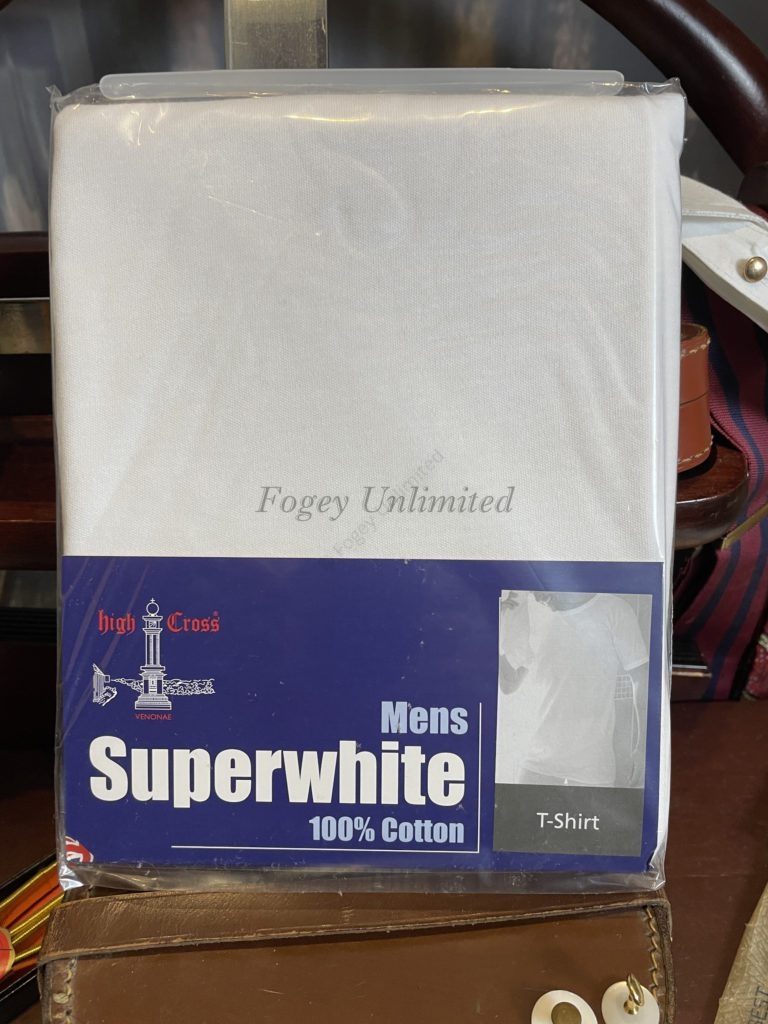 Fogey Unlimited
Fogey Unlimited
high Cross®
VENONAE
Mens
Superwhite
100% Cotton
T-Shirt